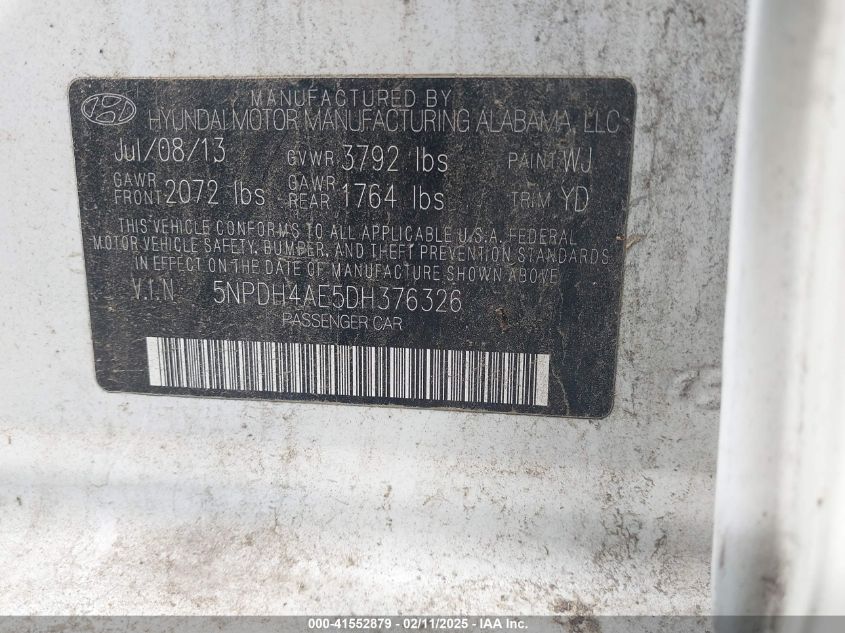 MANUFACTURED BY
HYUNDAI MOTOR MANUFACTURING ALABAMA, LLC
Jul/08/13 GVWR 3792 lbs PAINT WJ
GAWR FRONT 2072 lbs GAWR REAR 1764 lbs TRIM YD
THIS VEHICLE CONFORMS TO ALL APPLICABLE U.S.A. FEDERAL
MOTOR VEHICLE SAFETY, BUMPER, AND THEFT PREVENTION STANDARDS
IN EFFECT ON THE DATE OF MANUFACTURE SHOWN ABOVE.
V.I.N 5NPDH4AE5DH376326
PASSENGER CAR
000-41552879 - 02/11/2025 - IAA Inc.